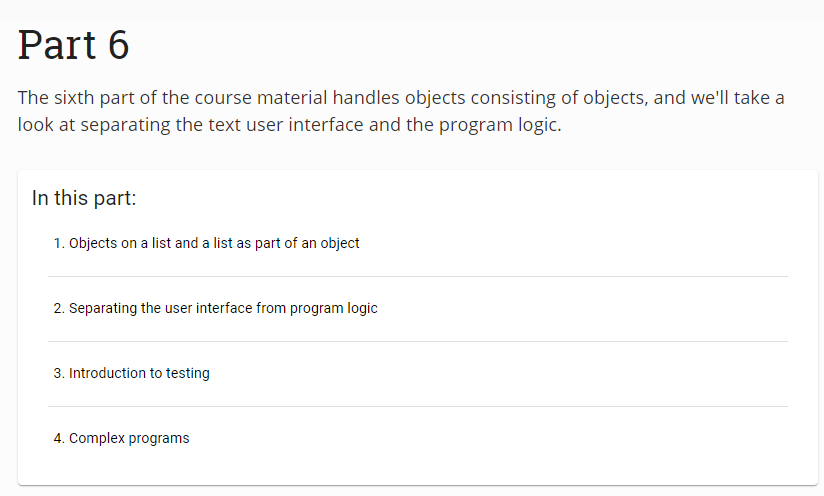 Part 6
The sixth part of the course material handles objects consisting of objects, and we'll take a
look at separating the text user interface and the program logic.
In this part:
1. Objects on a list and a list as part of an object
2. Separating the user interface from program logic
3. Introduction to testing
4. Complex programs